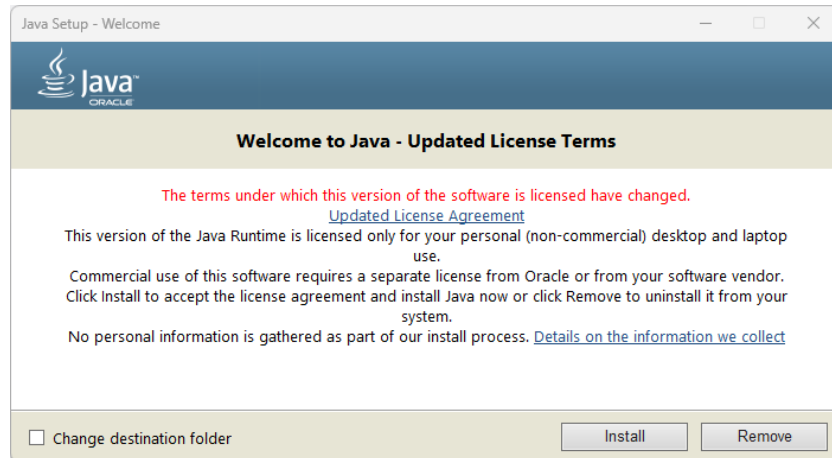 Java Setup - Welcome
Java™
ORACLE
Welcome to Java - Updated License Terms
The terms under which this version of the software is licensed have changed.
Updated License Agreement
This version of the Java Runtime is licensed only for your personal (non-commercial) desktop and laptop
use.
Commercial use of this software requires a separate license from Oracle or from your software vendor.
Click Install to accept the license agreement and install Java now or click Remove to uninstall it from your
system.
No personal information is gathered as part of our install process. Details on the information we collect
Change destination folder
Install
Remove